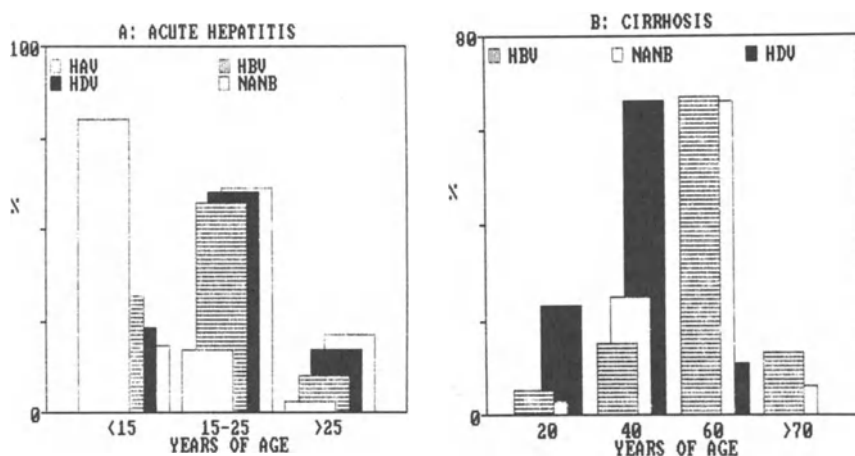 A: ACUTE HEPATITIS
100
HAV HBV
HDV NANB
%
0
<15 15-25 >25
YEARS OF AGE
B: CIRRHOSIS
80
HBV NANB HDV
%
0
20 40 60 >70
YEARS OF AGE